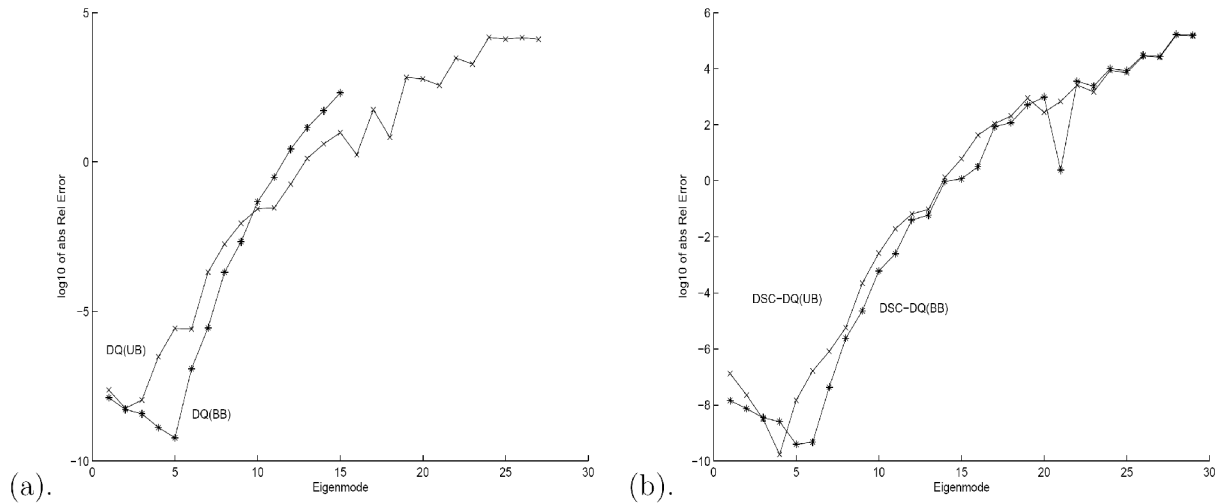 5
0
−5
−10
log10 of abs Rel Error
DQ(UB)
DQ(BB)
0
5
10
15
20
25
30
Eigenmode
(a).
6
4
2
0
−2
−4
−6
−8
−10
log10 of abs Rel Error
DSC−DQ(UB)
DSC−DQ(BB)
0
5
10
15
20
25
30
Eigenmode
(b).